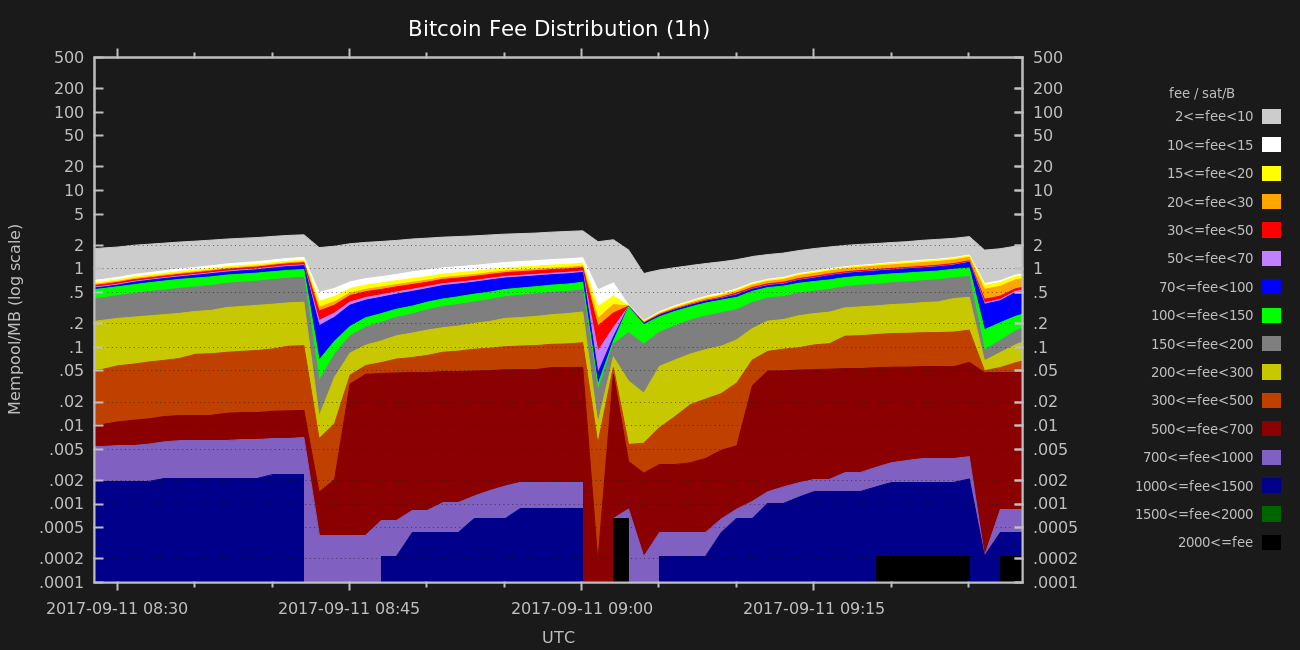 Bitcoin Fee Distribution (1h)
Mempool/MB (log scale)
500
200
100
50
20
10
5
2
1
.5
.2
.1
.05
.02
.01
.005
.002
.001
.0005
.0002
.0001
500
200
100
50
20
10
5
2
1
.5
.2
.1
.05
.02
.01
.005
.002
.001
.0005
.0002
.0001
2017-09-11 08:30
2017-09-11 08:45
2017-09-11 09:00
2017-09-11 09:15
UTC
fee / sat/B
2<=fee<10
10<=fee<15
15<=fee<20
20<=fee<30
30<=fee<50
50<=fee<70
70<=fee<100
100<=fee<150
150<=fee<200
200<=fee<300
300<=fee<500
500<=fee<700
700<=fee<1000
1000<=fee<1500
1500<=fee<2000
2000<=fee